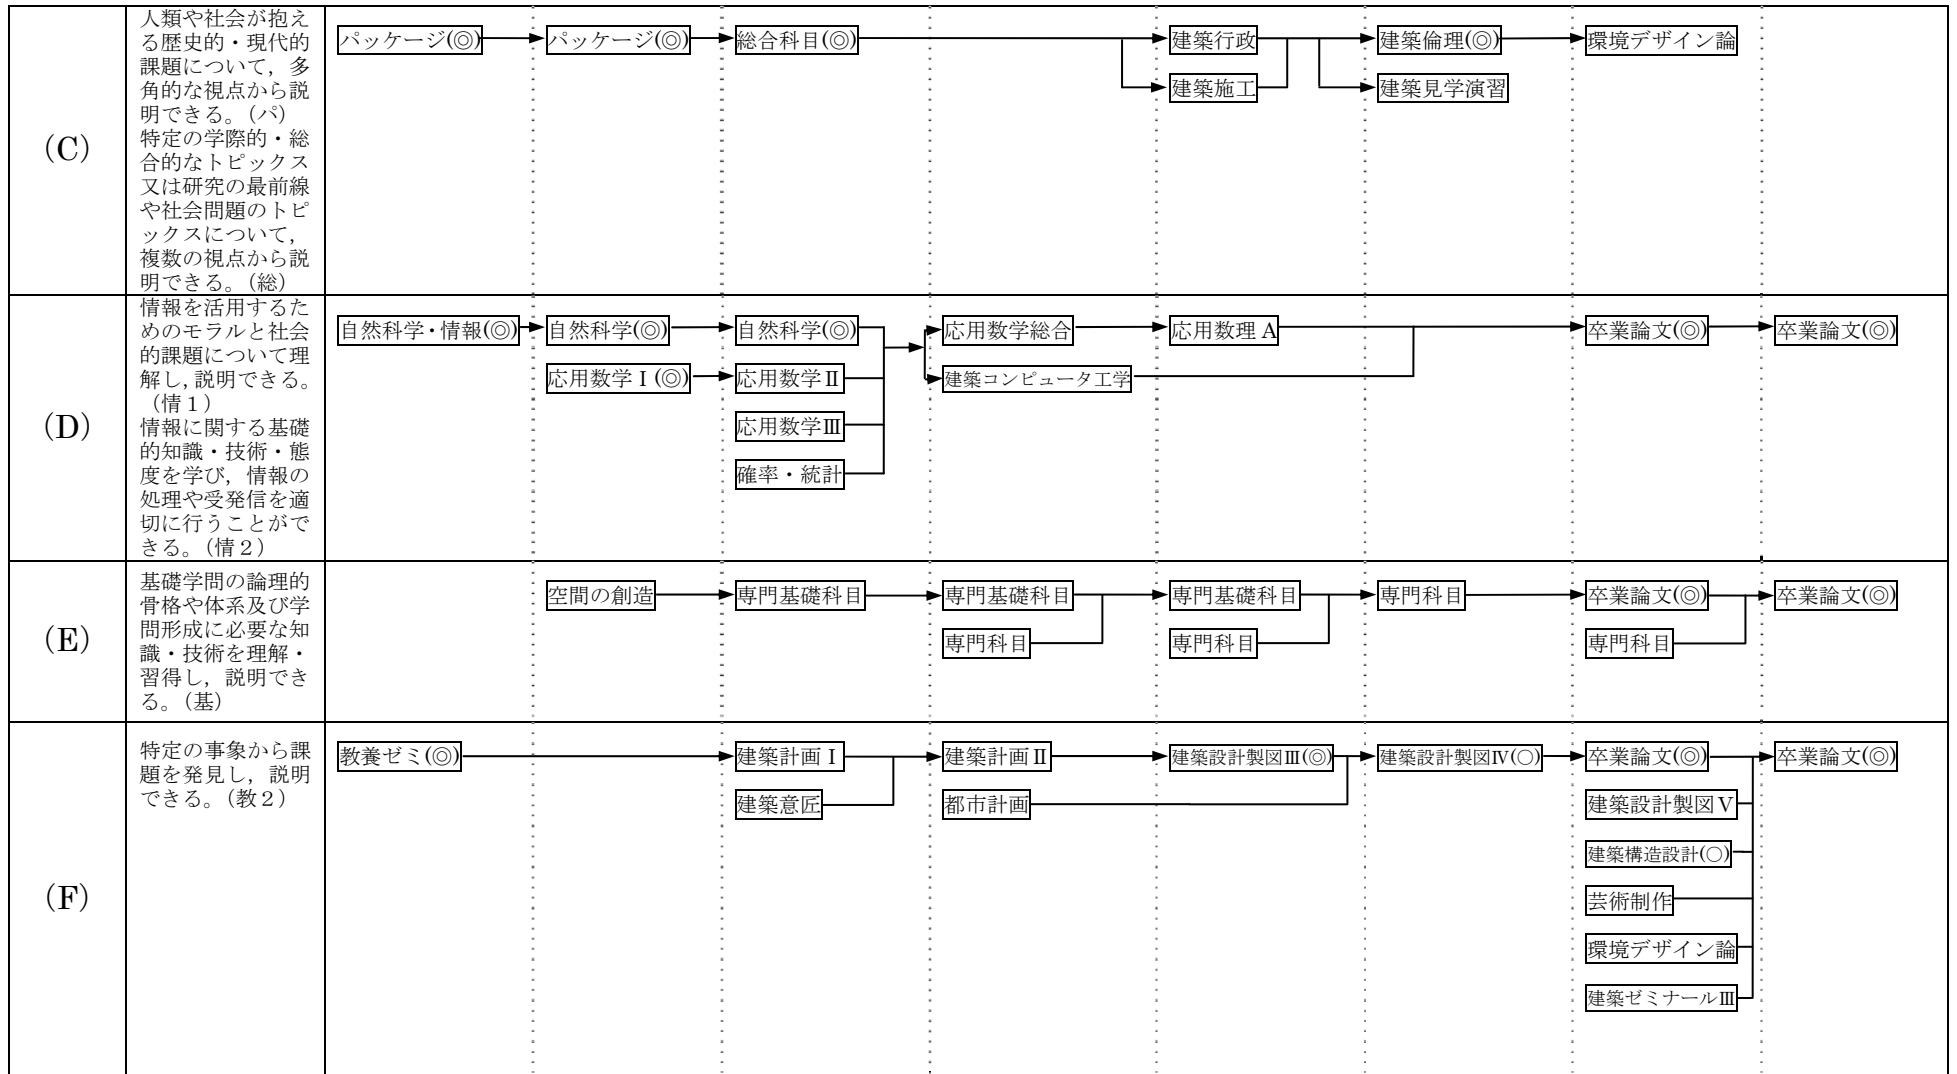 (C)
人類や社会が抱え
る歴史的・現代的
課題について，多
角的な視点から説
明できる。（パ）
特定の学際的・総
合的なトピックス
又は研究の最前線
や社会問題のトピ
ックスについて，
複数の視点から説
明できる。（総）
パッケージ(◎) パッケージ(◎) 総合科目(◎) 建築行政 建築倫理(◎) 環境デザイン論
建築施工 建築見学演習
(D)
情報を活用するた
めのモラルと社会
的課題について理
解し，説明できる。
（情１）
情報に関する基礎
的知識・技術・態
度を学び，情報の
処理や受発信を適
切に行うことがで
きる。（情２）
自然科学・情報(◎) 自然科学(◎) 自然科学(◎) 応用数学総合 応用数理 A 卒業論文(◎) 卒業論文(◎)
応用数学Ⅰ(◎) 応用数学Ⅱ 建築コンピュータ工学
応用数学Ⅲ
確率・統計
(E)
基礎学問の論理的
骨格や体系及び学
問形成に必要な知
識・技術を理解・
習得し，説明でき
る。（基）
空間の創造 専門基礎科目 専門基礎科目 専門基礎科目 専門科目 卒業論文(◎) 卒業論文(◎)
専門科目 専門科目 専門科目
(F)
特定の事象から課
題を発見し，説明
できる。（教２）
教養ゼミ(◎) 建築計画Ⅰ 建築計画Ⅱ 建築設計製図Ⅲ(◎) 建築設計製図Ⅳ(○) 卒業論文(◎) 卒業論文(◎)
建築意匠 都市計画 建築設計製図Ⅴ
建築構造設計(○)
芸術制作
環境デザイン論
建築ゼミナールⅢ